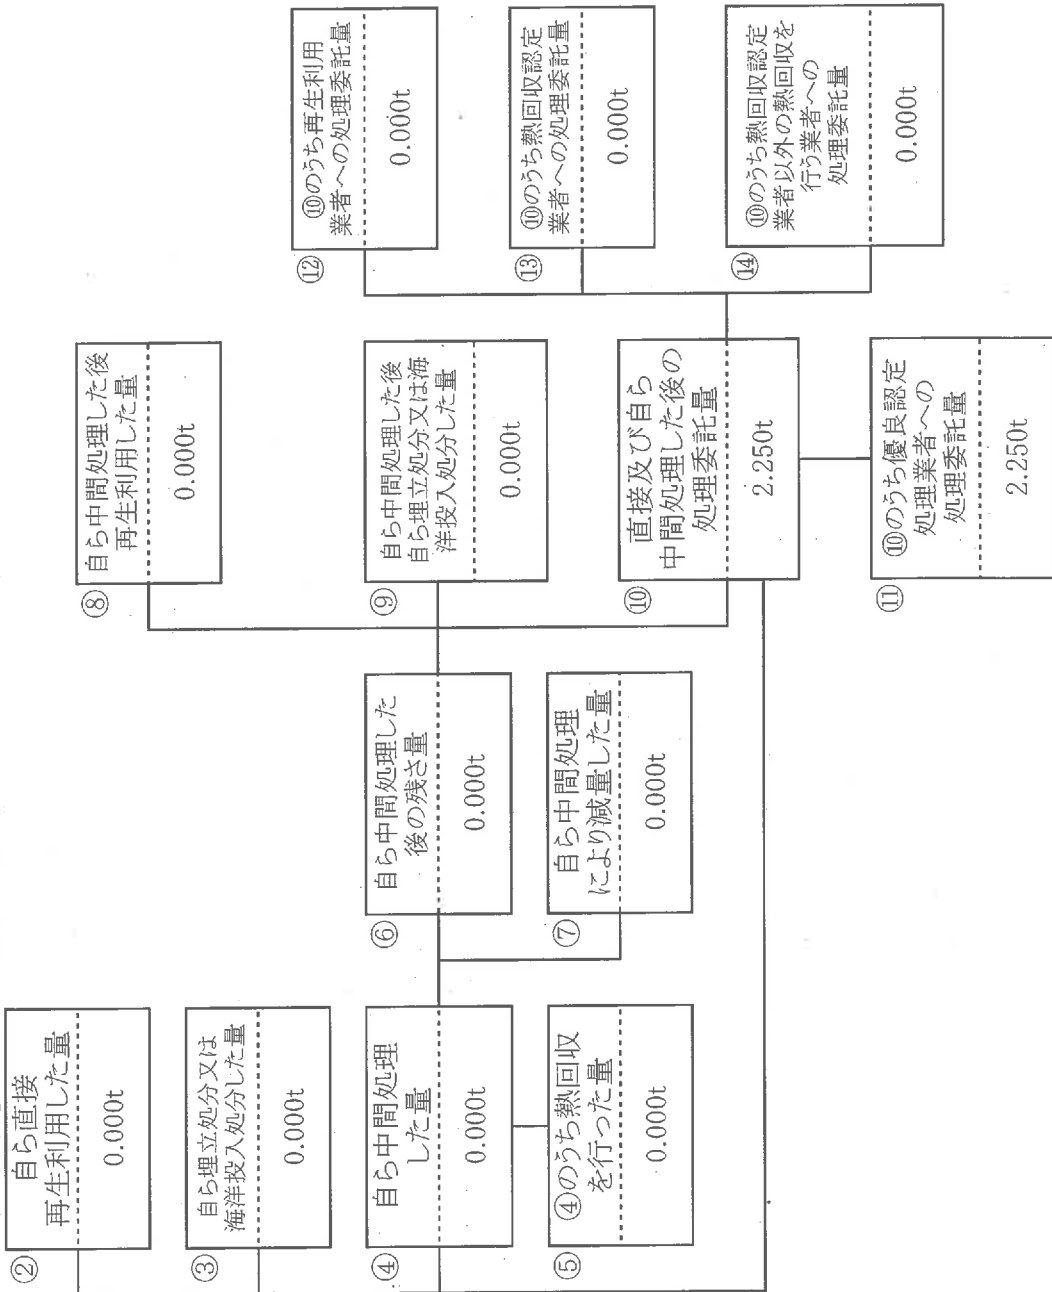 ②
自ら直接
再生利用した量
0.000t
③
自ら埋立処分又は
海洋投入処分した量
0.000t
④
自ら中間処理
した量
0.000t
⑤
④のうち熱回収
を行った量
0.000t
⑥
自ら中間処理した
後の残さ量
0.000t
⑦
自ら中間処理
により減量した量
0.000t
⑧
自ら中間処理した後
再生利用した量
0.000t
⑨
自ら中間処理した後
自ら埋立処分又は海
洋投入処分した量
0.000t
⑩
直接及び自ら
中間処理した後の
処理委託量
2.250t
⑪
⑩のうち優良認定
処理業者への
処理委託量
2.250t
⑫
⑩のうち再生利用
業者への処理委託量
0.000t
⑬
⑩のうち熱回収認定
業者への処理委託量
0.000t
⑭
⑩のうち熱回収認定
業者以外の熱回収を
行う業者への
処理委託量
0.000t